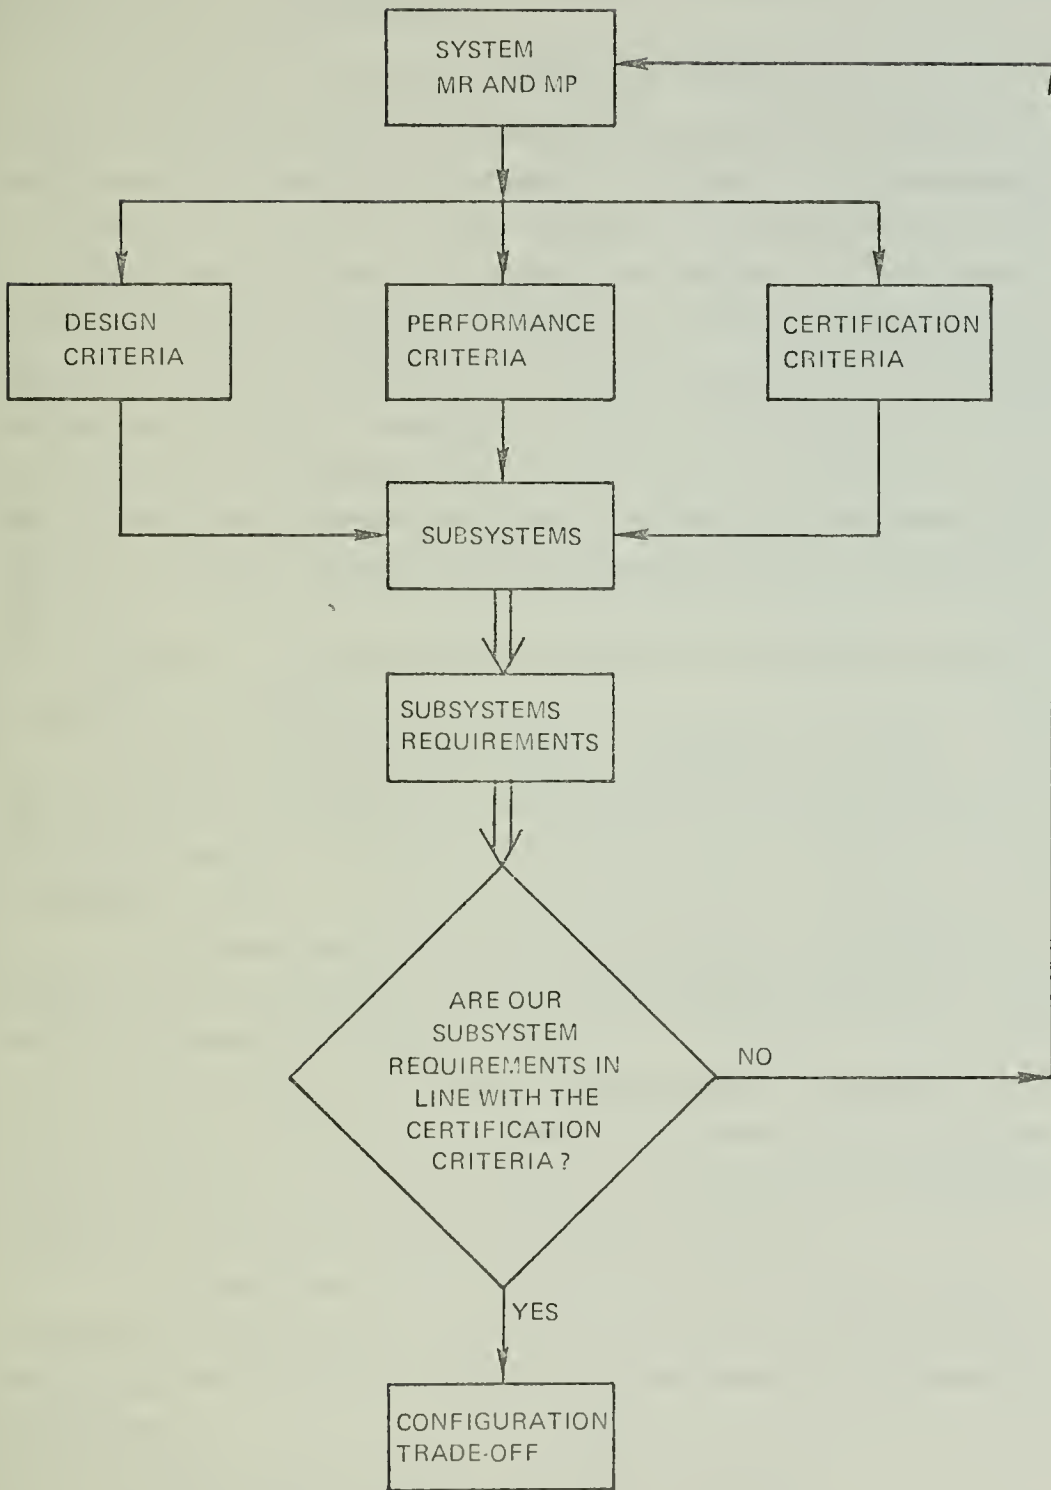 SYSTEM
MR AND MP
DESIGN
CRITERIA
PERFORMANCE
CRITERIA
CERTIFICATION
CRITERIA
SUBSYSTEMS
SUBSYSTEMS
REQUIREMENTS
ARE OUR
SUBSYSTEM
REQUIREMENTS IN
LINE WITH THE
CERTIFICATION
CRITERIA?
NO
YES
CONFIGURATION
TRADE-OFF